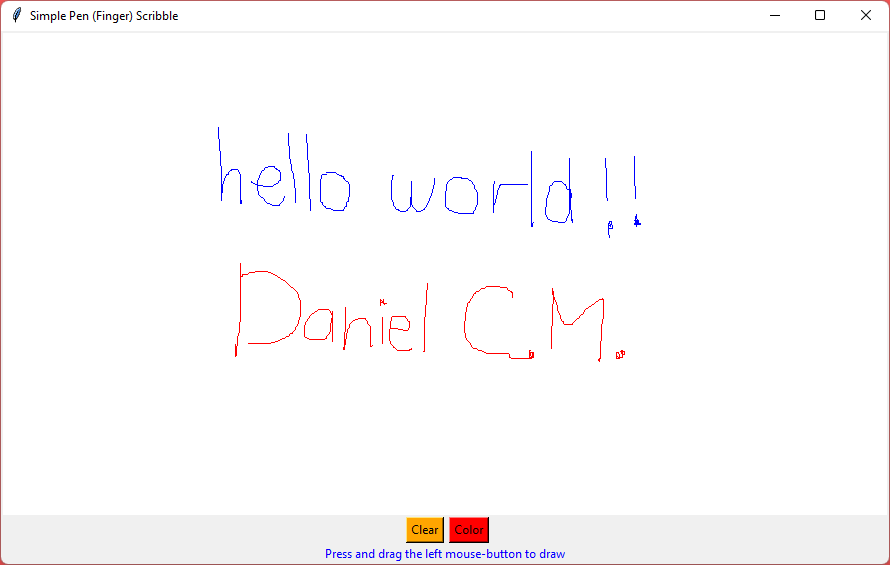 Simple Pen (Finger) Scribble
hello world!!
Daniel C.M.
Clear Color
Press and drag the left mouse-button to draw